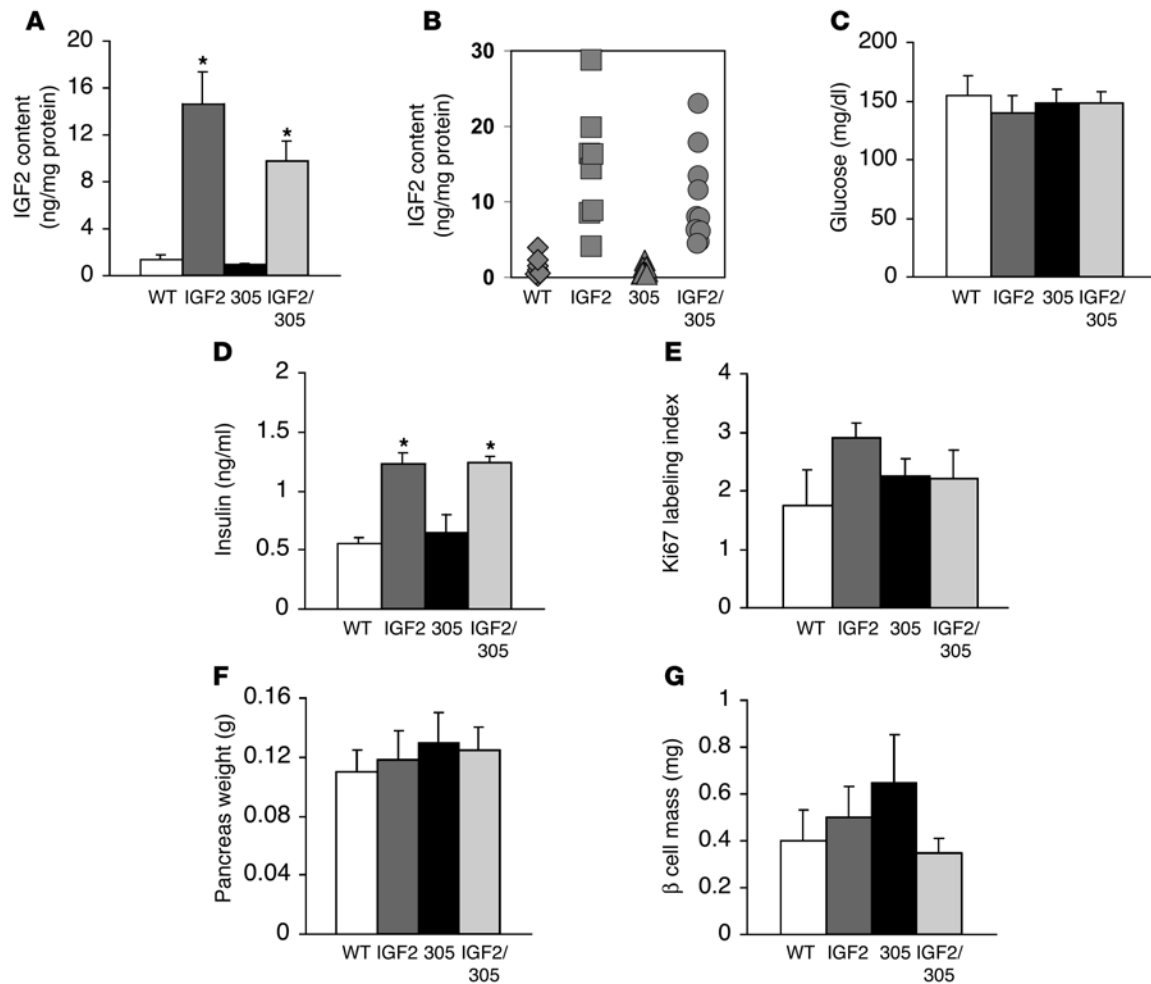 A
IGF2 content
(ng/mg protein)
20
16
12
8
4
0
*
*
WT IGF2 305 IGF2/
305
B
IGF2 content
(ng/mg protein)
30
20
10
0
WT IGF2 305 IGF2/
305
C
Glucose (mg/dl)
200
150
100
50
0
WT IGF2 305 IGF2/
305
D
Insulin (ng/ml)
2
1.5
1
0.5
0
*
*
WT IGF2 305 IGF2/
305
E
Ki67 labeling index
4
3
2
1
0
WT IGF2 305 IGF2/
305
F
Pancreas weight (g)
0.16
0.12
0.08
0.04
0
WT IGF2 305 IGF2/
305
G
β cell mass (mg)
1
0.8
0.6
0.4
0.2
0
WT IGF2 305 IGF2/
305